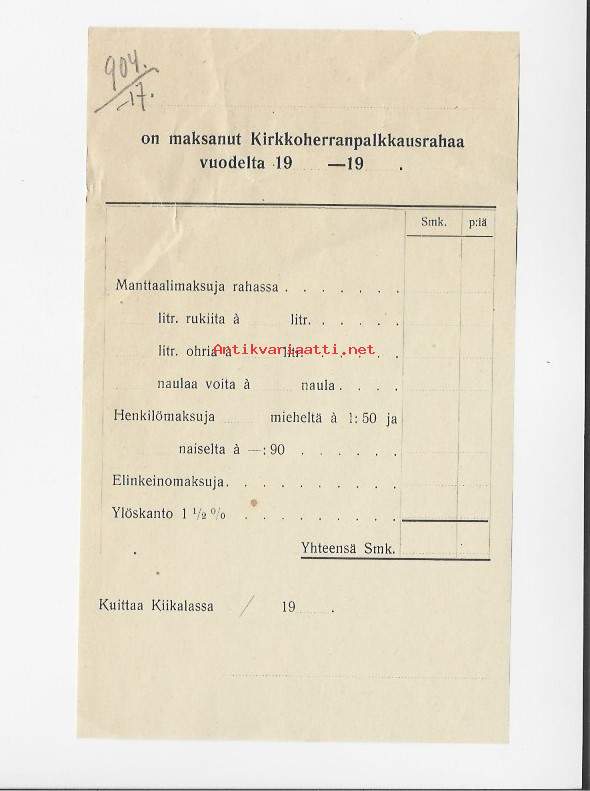 904.
-17.
on maksanut Kirkkoherranpalkkausrahaa
vuodelta 19 —19 .
Smk. p:iä
Manttaalimaksuja rahassa . . . . . . .
litr. rukiita à litr. . . . . .
litr. ohria à litr. . . . . .
Antikvariaatti.net
naulaa voita à naula . . . .
Henkilömaksuja mieheltä à 1:50 ja
naiselta à —:90 . . . . . .
Elinkeinomaksuja. . . . . . . . .
Ylöskanto 1 1/2 % . . . . . . . . .
Yhteensä Smk.
Kuittaa Kiikalassa / 19 .